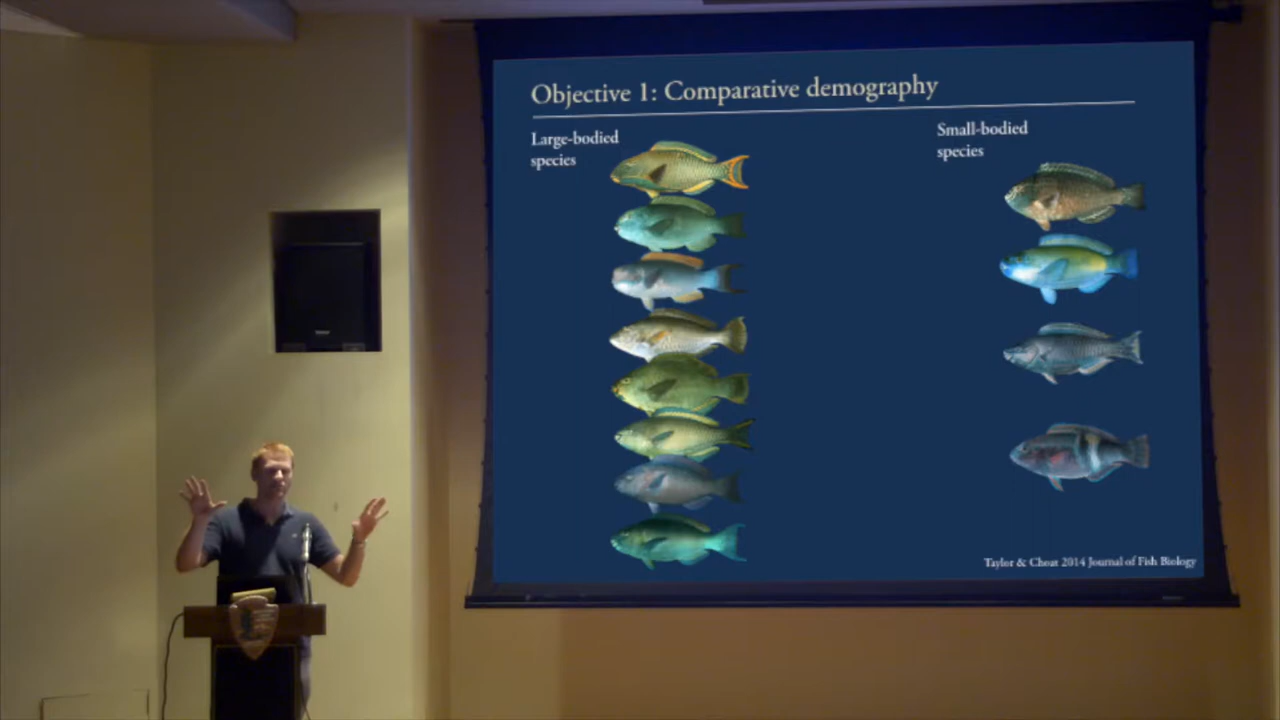 Objective 1: Comparative demography
Large-bodied
species
Small-bodied
species
Taylor & Choat 2014 Journal of Fish Biology